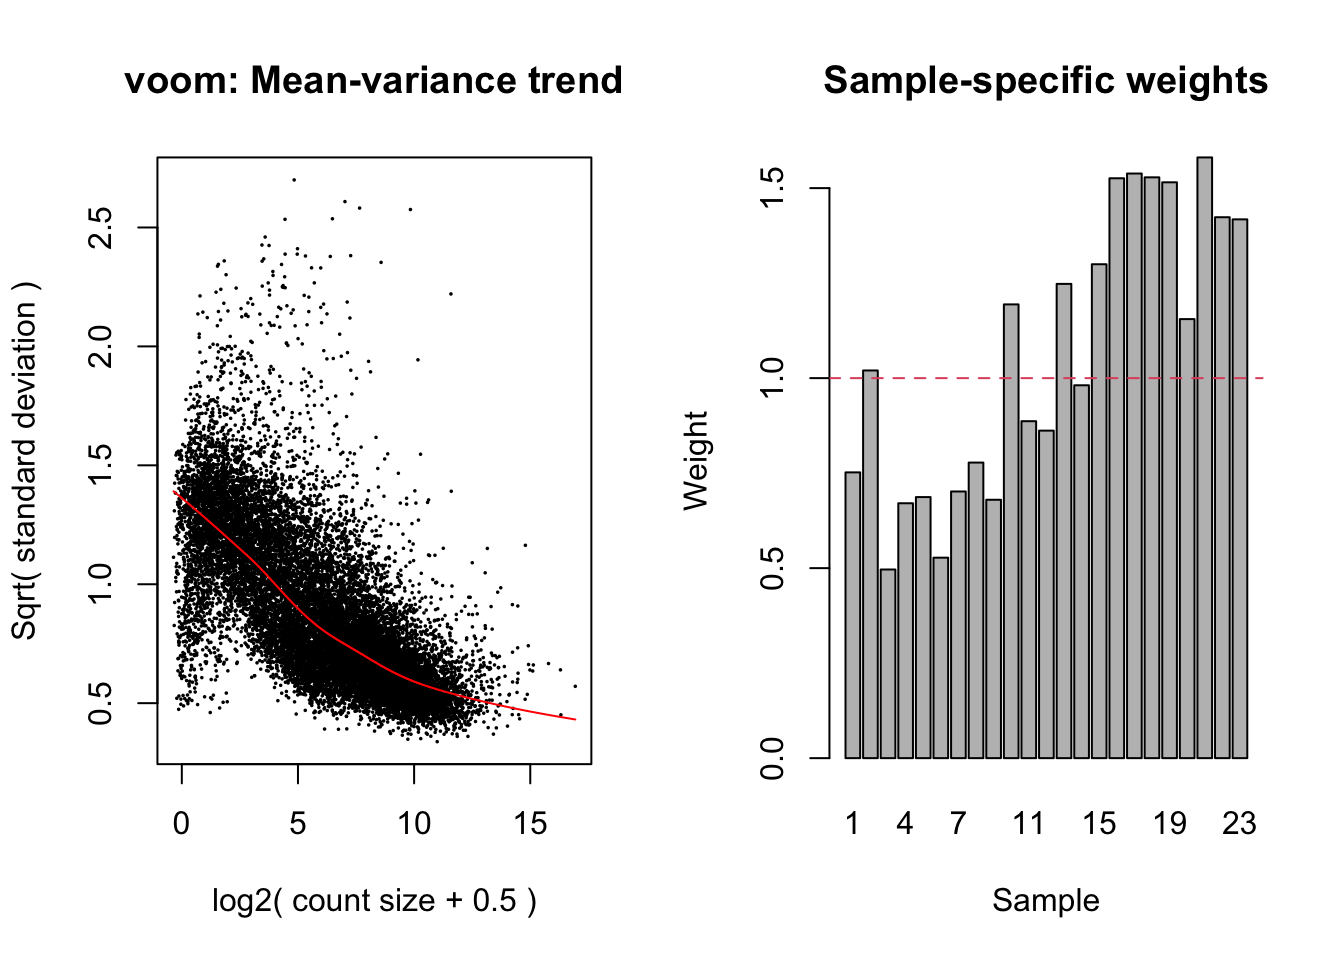 voom: Mean-variance trend
Sqrt( standard deviation )
2.5
2.0
1.5
1.0
0.5
0 5 10 15
log2( count size + 0.5 )
Sample-specific weights
Weight
1.5
1.0
0.5
0.0
1 4 7 11 15 19 23
Sample